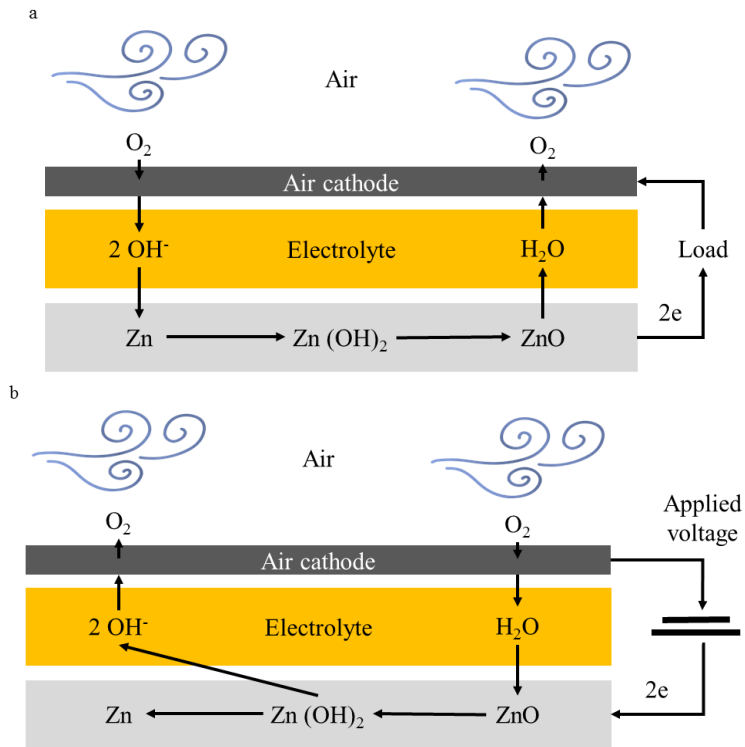 a
Air
O₂ O₂
Air cathode
2 OH⁻ Electrolyte H₂O Load
2e
Zn Zn (OH)₂ ZnO
b
Air
Applied
voltage
O₂ O₂
Air cathode
2 OH⁻ Electrolyte H₂O
2e
Zn Zn (OH)₂ ZnO